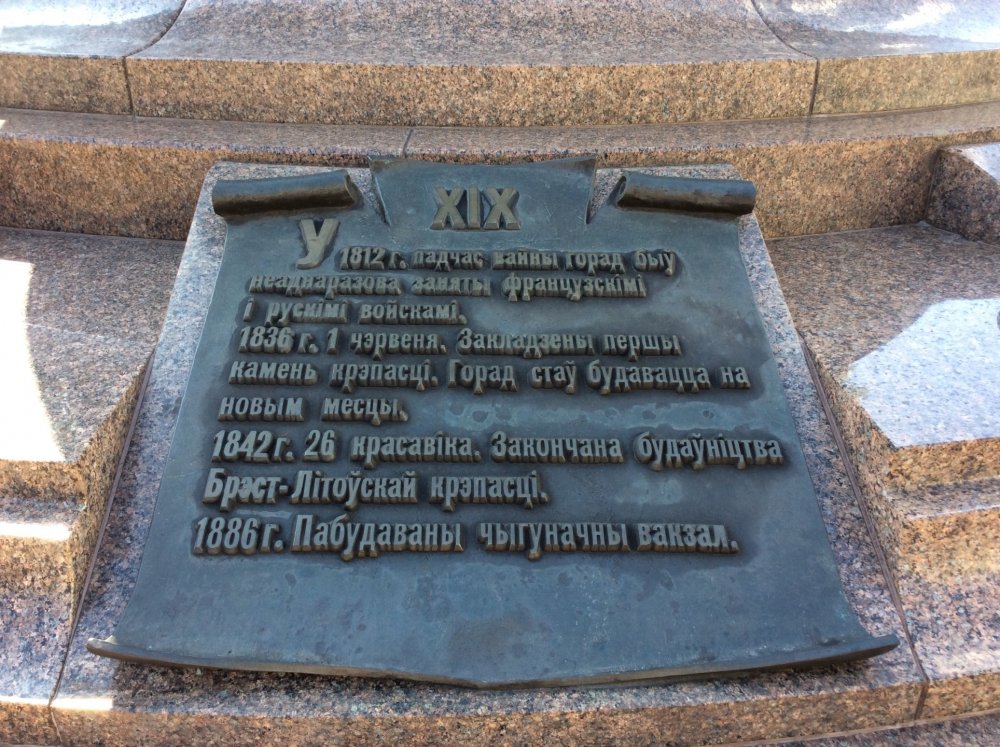 XIX
У 1812 г. падчас вайны горад быў
неаднаразова заняты французскімі
і рускімі войскамі.
1836 г. 1 чэрвеня. Закладзены першы
камень крэпасці. Горад стаў будавацца на
новым месцы.
1842 г. 26 красавіка. Закончана будаўніцтва
Брэст-Літоўскай крэпасці.
1886 г. Пабудаваны чыгуначны вакзал.